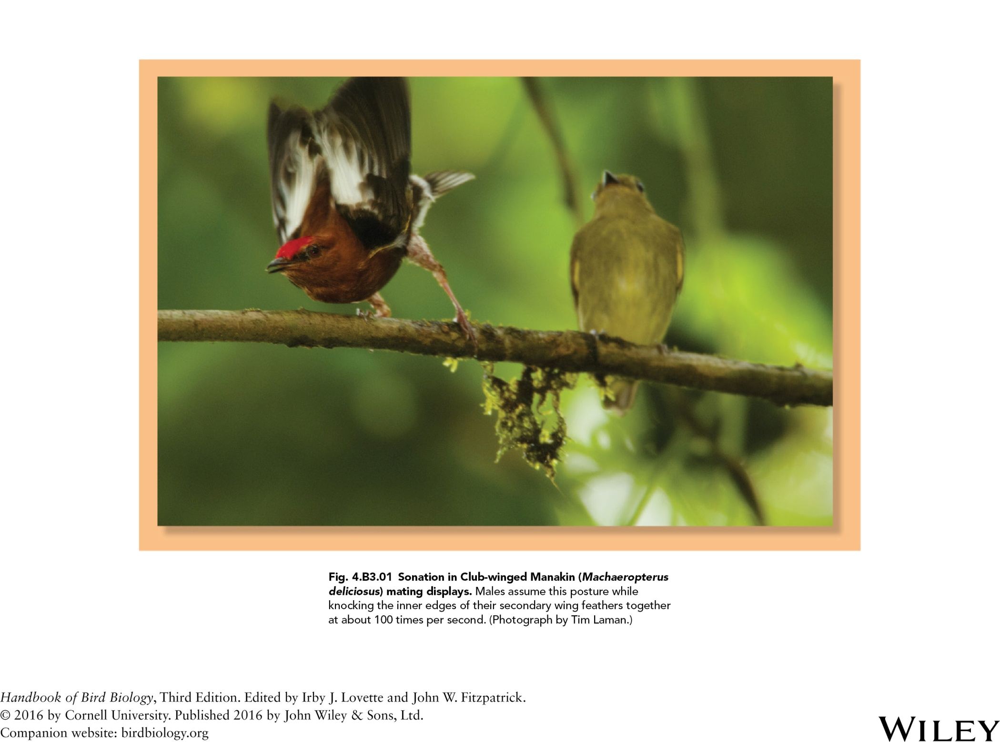 Fig. 4.B3.01 Sonation in Club-winged Manakin (Machaeropterus
deliciosus) mating displays. Males assume this posture while
knocking the inner edges of their secondary wing feathers together
at about 100 times per second. (Photograph by Tim Laman.)
Handbook of Bird Biology, Third Edition. Edited by Irby J. Lovette and John W. Fitzpatrick.
© 2016 by Cornell University. Published 2016 by John Wiley & Sons, Ltd.
Companion website: birdbiology.org
WILEY